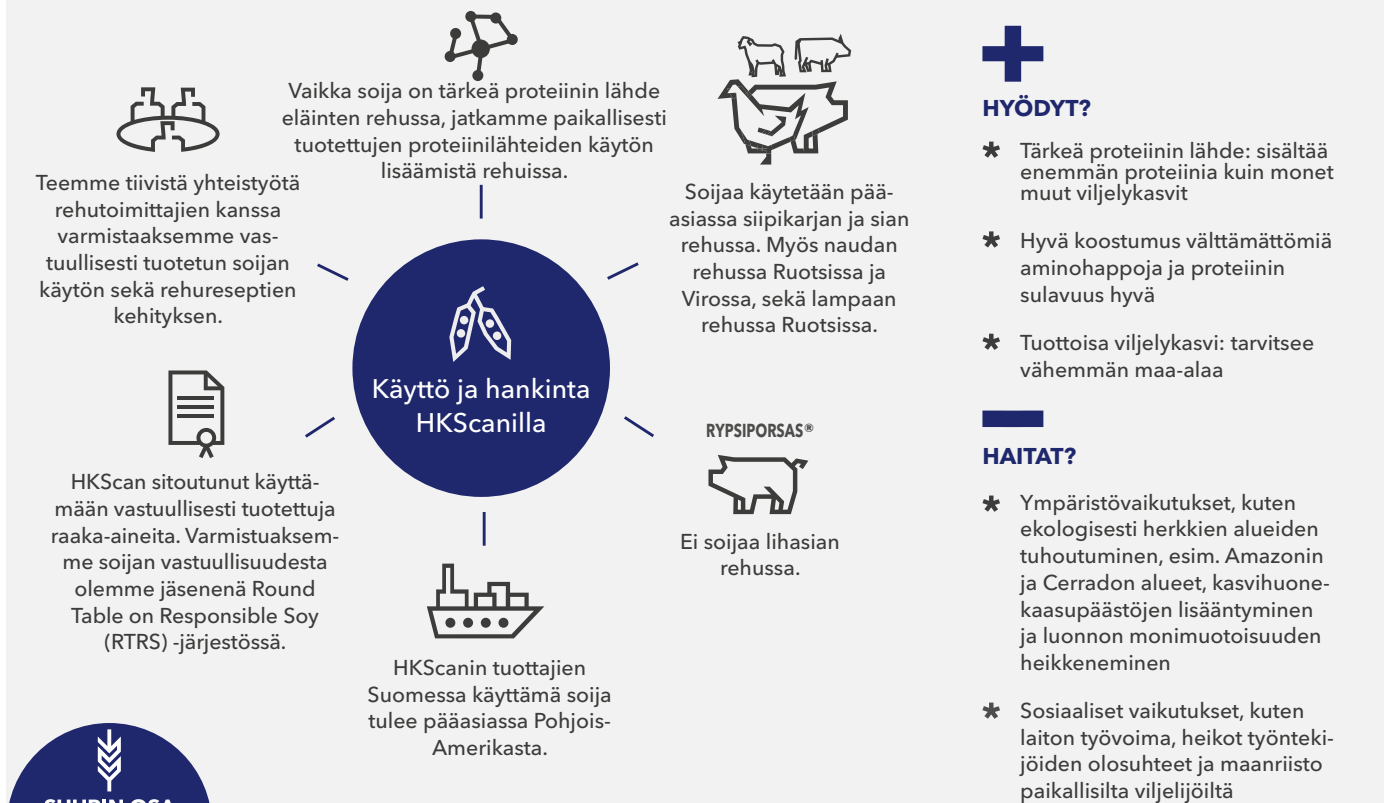 Vaikka soija on tärkeä proteiinin lähde
eläinten rehussa, jatkamme paikallisesti
tuotettujen proteiinilähteiden käytön
lisäämistä rehuissa.
Teemme tiivistä yhteistyötä
rehutoimittajien kanssa
varmistaaksemme vas-
tuullisesti tuotetun soijan
käytön sekä rehureseptien
kehityksen.
Soijaa käytetään pää-
asiassa siipikarjan ja sian
rehussa. Myös naudan
rehussa Ruotsissa ja
Virossa, sekä lampaan
rehussa Ruotsissa.
Käyttö ja hankinta
HKScanilla
HKScan sitoutunut käyttä-
mään vastuullisesti tuotettuja
raaka-aineita. Varmistuaksem-
me soijan vastuullisuudesta
olemme jäsenenä Round
Table on Responsible Soy
(RTRS) -järjestössä.
RYPSIPORSAS®
Ei soijaa lihasian
rehussa.
HKScanin tuottajien
Suomessa käyttämä soija
tulee pääasiassa Pohjois-
Amerikasta.
SUURIN OSA
HYÖDYT?
* Tärkeä proteiinin lähde: sisältää
enemmän proteiinia kuin monet
muut viljelykasvit
* Hyvä koostumus välttämättömiä
aminohappoja ja proteiinin
sulavuus hyvä
* Tuottoisa viljelykasvi: tarvitsee
vähemmän maa-alaa
HAITAT?
* Ympäristövaikutukset, kuten
ekologisesti herkkien alueiden
tuhoutuminen, esim. Amazonin
ja Cerradon alueet, kasvihuone-
kaasupäästöjen lisääntyminen
ja luonnon monimuotoisuuden
heikkeneminen
* Sosiaaliset vaikutukset, kuten
laiton työvoima, heikot työnteki-
jöiden olosuhteet ja maanriisto
paikallisilta viljelijöiltä